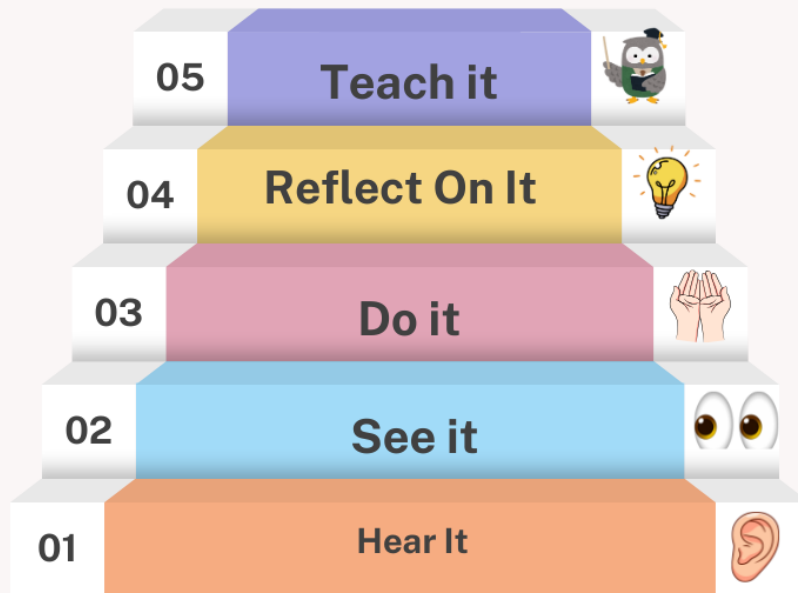 05 Teach it
04 Reflect On It
03 Do it
02 See it
01 Hear It